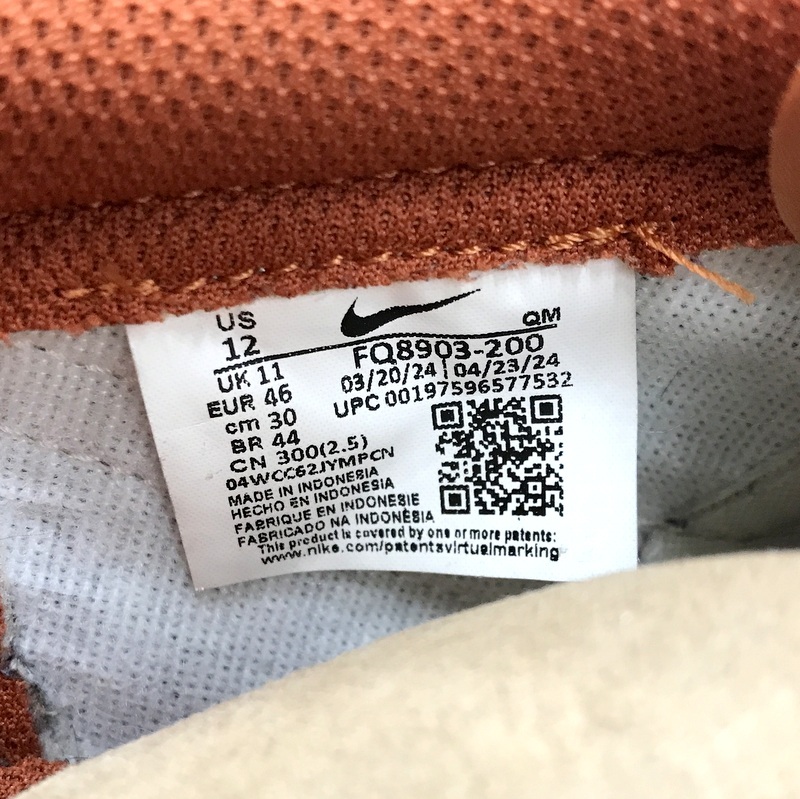 US
12
UK 11
EUR 46
cm 30
BR 44
CN 300(2.5)
04WCC62JYMPCN
MADE IN INDONESIA
HECHO EN INDONESIA
FABRIQUE EN INDONESIE
FABRICADO NA INDONÉSIA
QM
FQ8903-200
03/20/24 | 04/23/24
UPC 00197596577532
This product is covered by one or more patents:
www.nike.com/patentsvirtualmarking